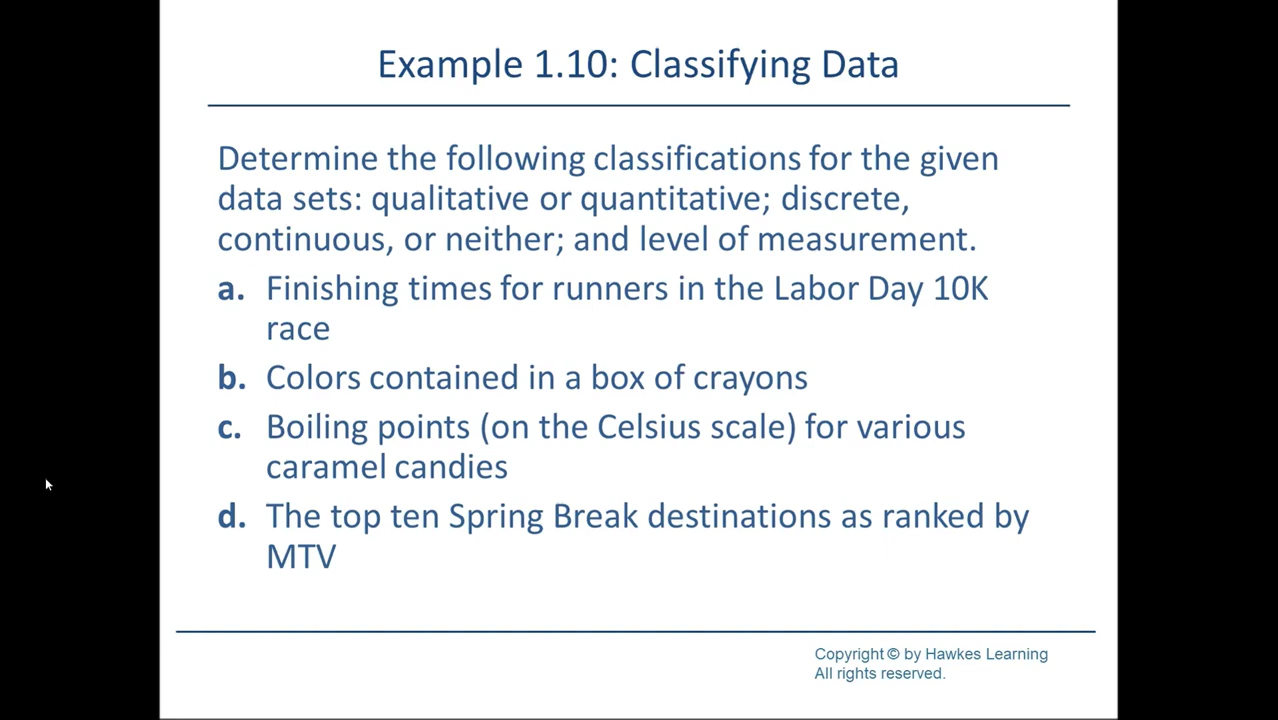 Example 1.10: Classifying Data
Determine the following classifications for the given
data sets: qualitative or quantitative; discrete,
continuous, or neither; and level of measurement.
a. Finishing times for runners in the Labor Day 10K
race
b. Colors contained in a box of crayons
c. Boiling points (on the Celsius scale) for various
caramel candies
d. The top ten Spring Break destinations as ranked by
MTV
Copyright © by Hawkes Learning
All rights reserved.